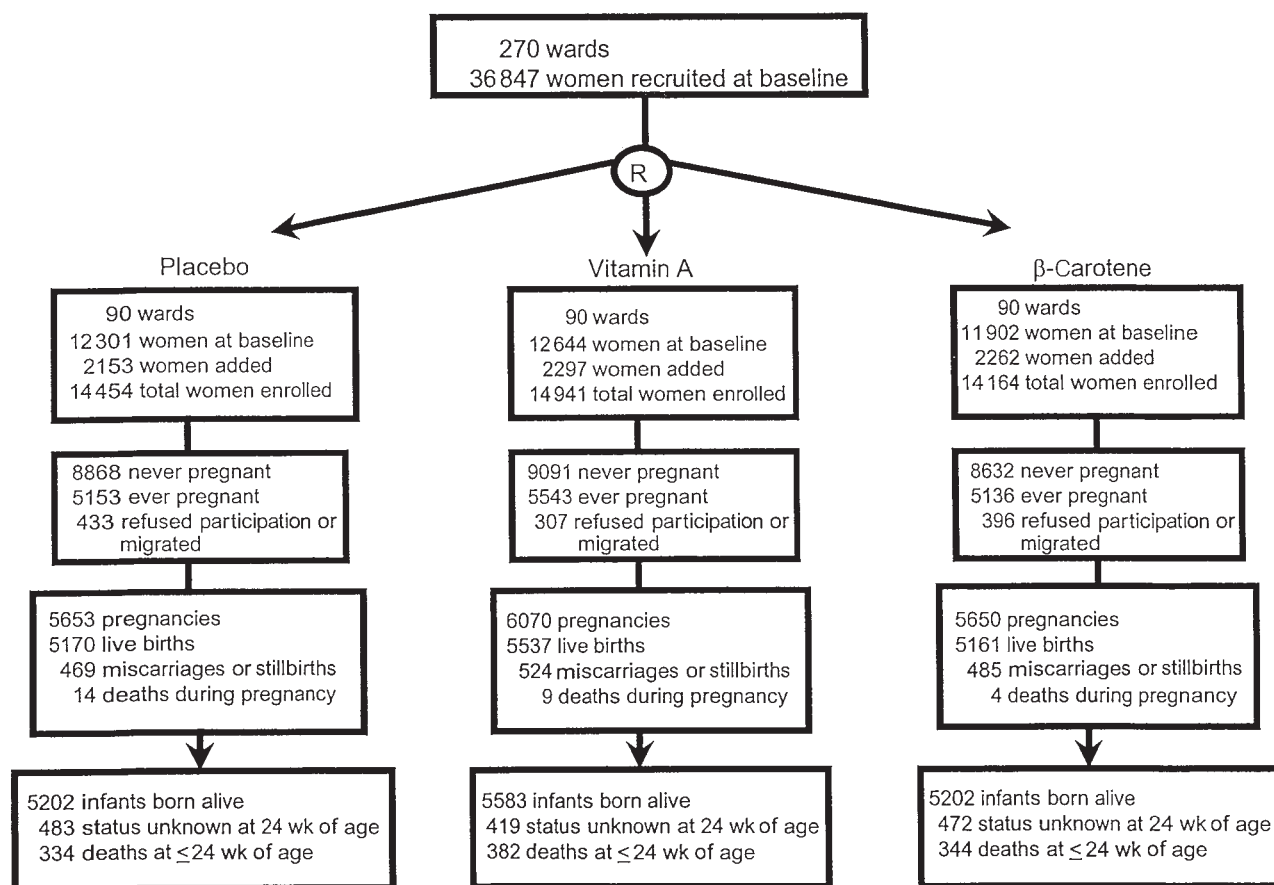 270 wards
36 847 women recruited at baseline
R
Placebo
90 wards
12 301 women at baseline
2153 women added
14 454 total women enrolled
8868 never pregnant
5153 ever pregnant
433 refused participation or
migrated
5653 pregnancies
5170 live births
469 miscarriages or stillbirths
14 deaths during pregnancy
5202 infants born alive
483 status unknown at 24 wk of age
334 deaths at ≤24 wk of age
Vitamin A
90 wards
12 644 women at baseline
2297 women added
14 941 total women enrolled
9091 never pregnant
5543 ever pregnant
307 refused participation or
migrated
6070 pregnancies
5537 live births
524 miscarriages or stillbirths
9 deaths during pregnancy
5583 infants born alive
419 status unknown at 24 wk of age
382 deaths at ≤24 wk of age
β-Carotene
90 wards
11 902 women at baseline
2262 women added
14 164 total women enrolled
8632 never pregnant
5136 ever pregnant
396 refused participation or
migrated
5650 pregnancies
5161 live births
485 miscarriages or stillbirths
4 deaths during pregnancy
5202 infants born alive
472 status unknown at 24 wk of age
344 deaths at ≤24 wk of age